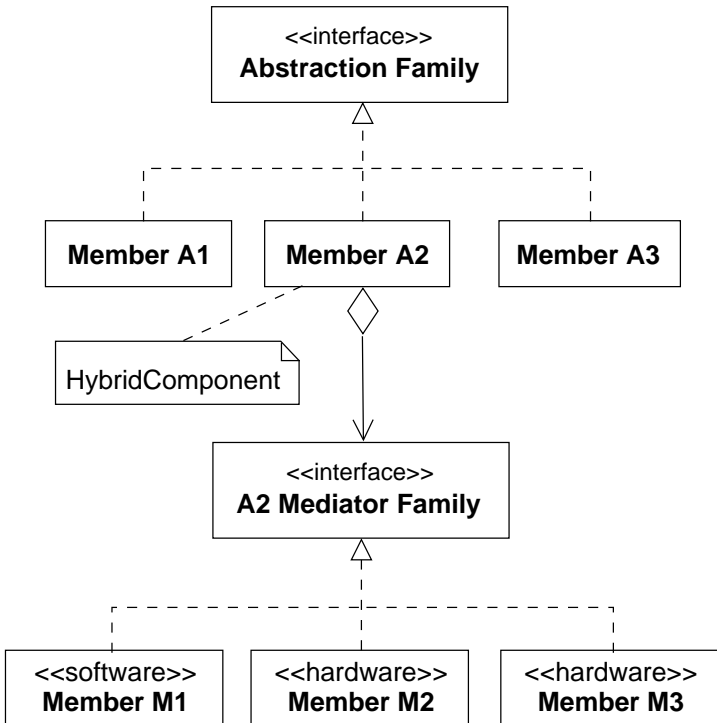 <<interface>>
Abstraction Family
Member A1
Member A2
Member A3
HybridComponent
<<interface>>
A2 Mediator Family
<<software>>
Member M1
<<hardware>>
Member M2
<<hardware>>
Member M3